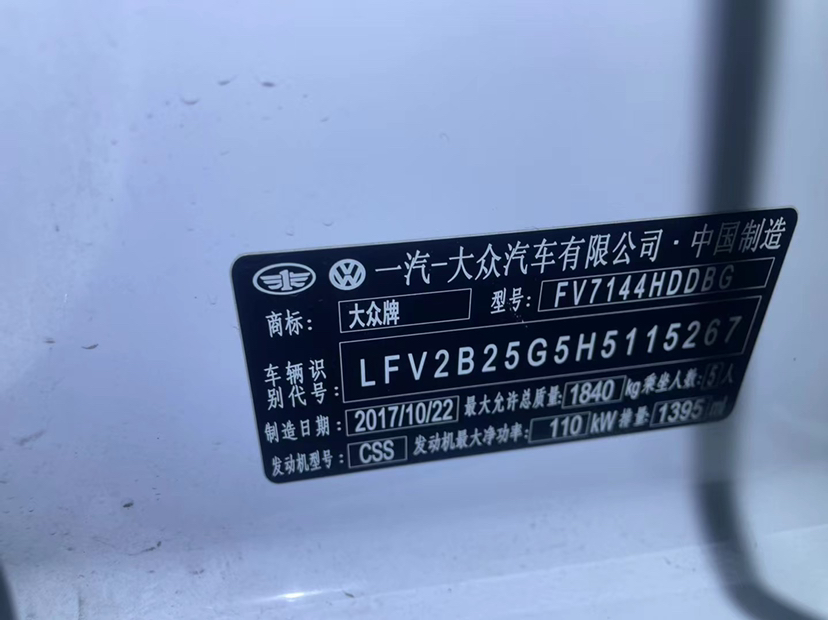 一汽-大众汽车有限公司·中国制造
商标: 大众牌 型号: FV7144HDDBG
车辆识别代号: LFV2B25G5H5115267
制造日期: 2017/10/22 最大允许总质量: 1840 kg 乘坐人数: 5 人
发动机型号: CSS 发动机最大净功率: 110 kW 排量: 1395 ml